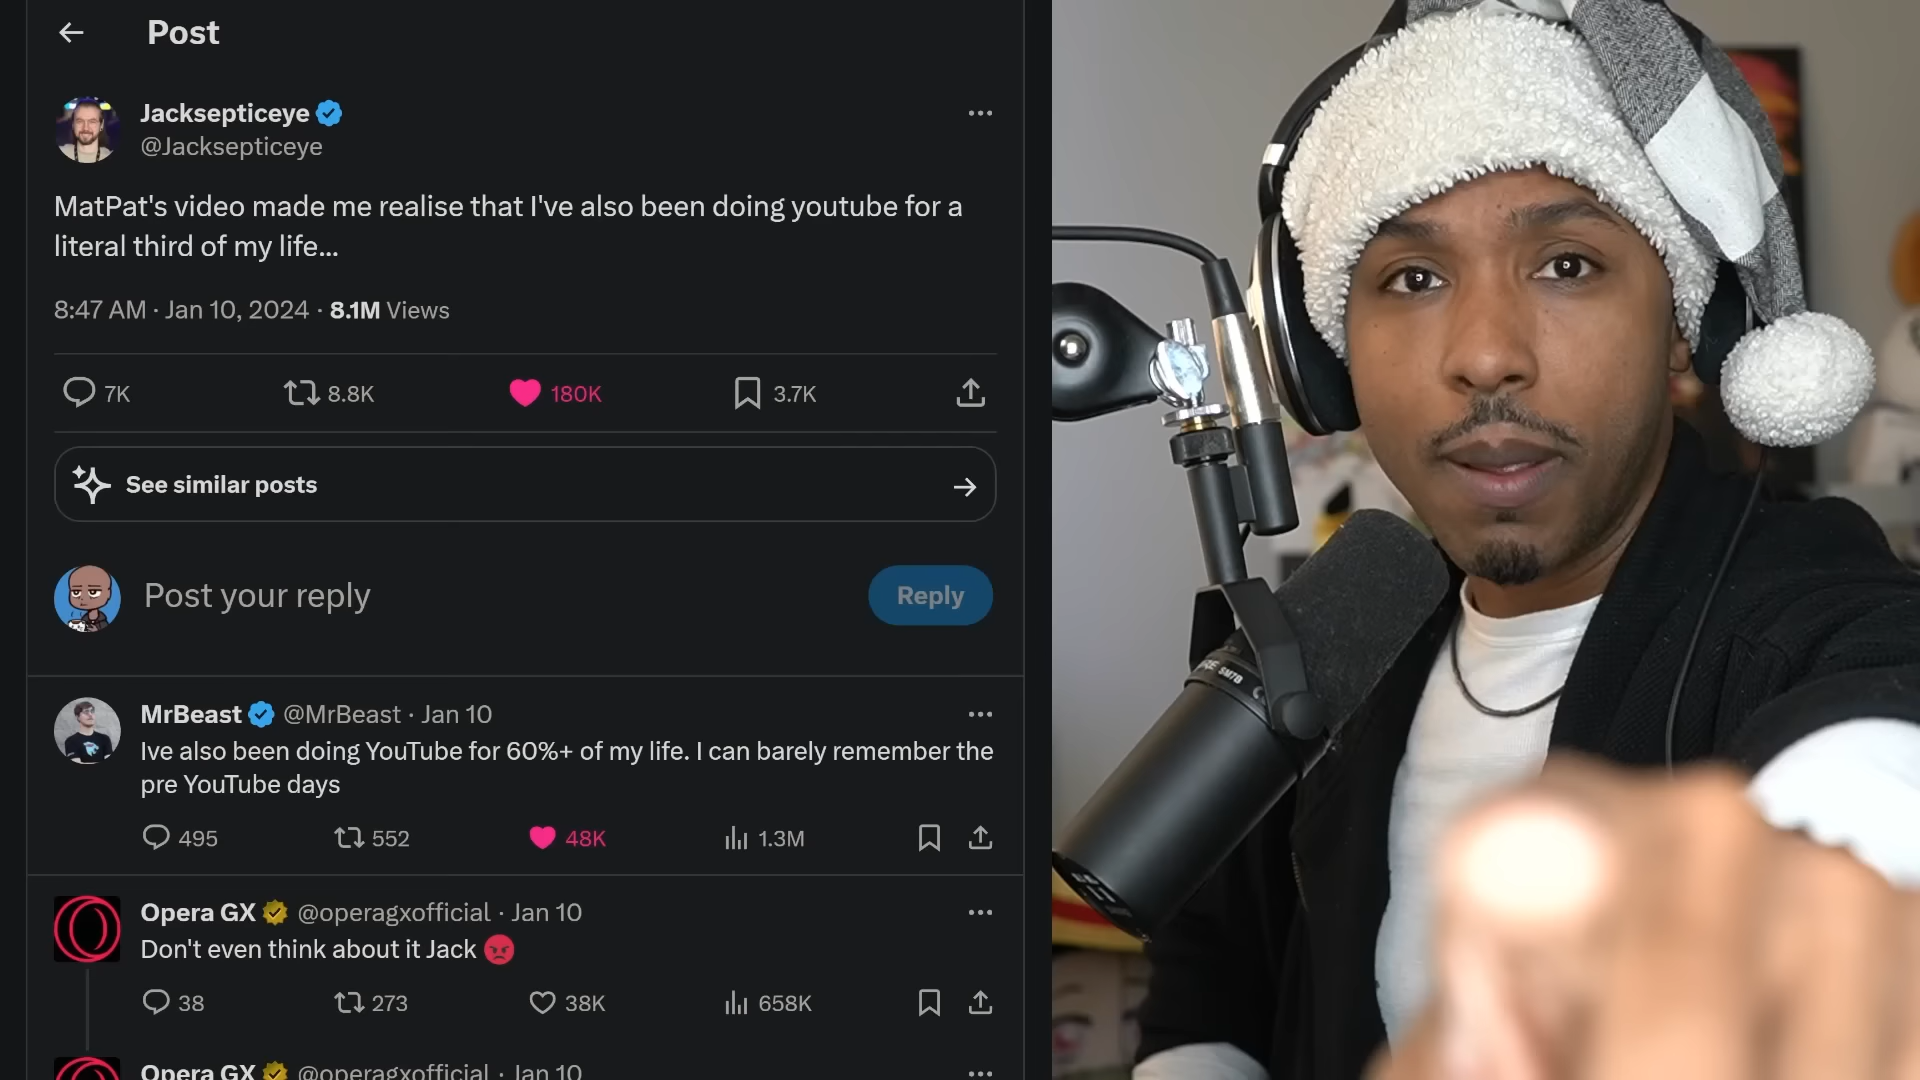 Post
Jacksepticeye
@Jacksepticeye
MatPat's video made me realise that I've also been doing youtube for a
literal third of my life...
8:47 AM · Jan 10, 2024 · 8.1M Views
7K 8.8K 180K 3.7K
See similar posts
Post your reply
Reply
MrBeast @MrBeast · Jan 10
Ive also been doing YouTube for 60%+ of my life. I can barely remember the
pre YouTube days
495 552 48K 1.3M
Opera GX @operagxofficial · Jan 10
Don't even think about it Jack 😡
38 273 38K 658K
Opera GX @operagxofficial · Jan 10
SM7B